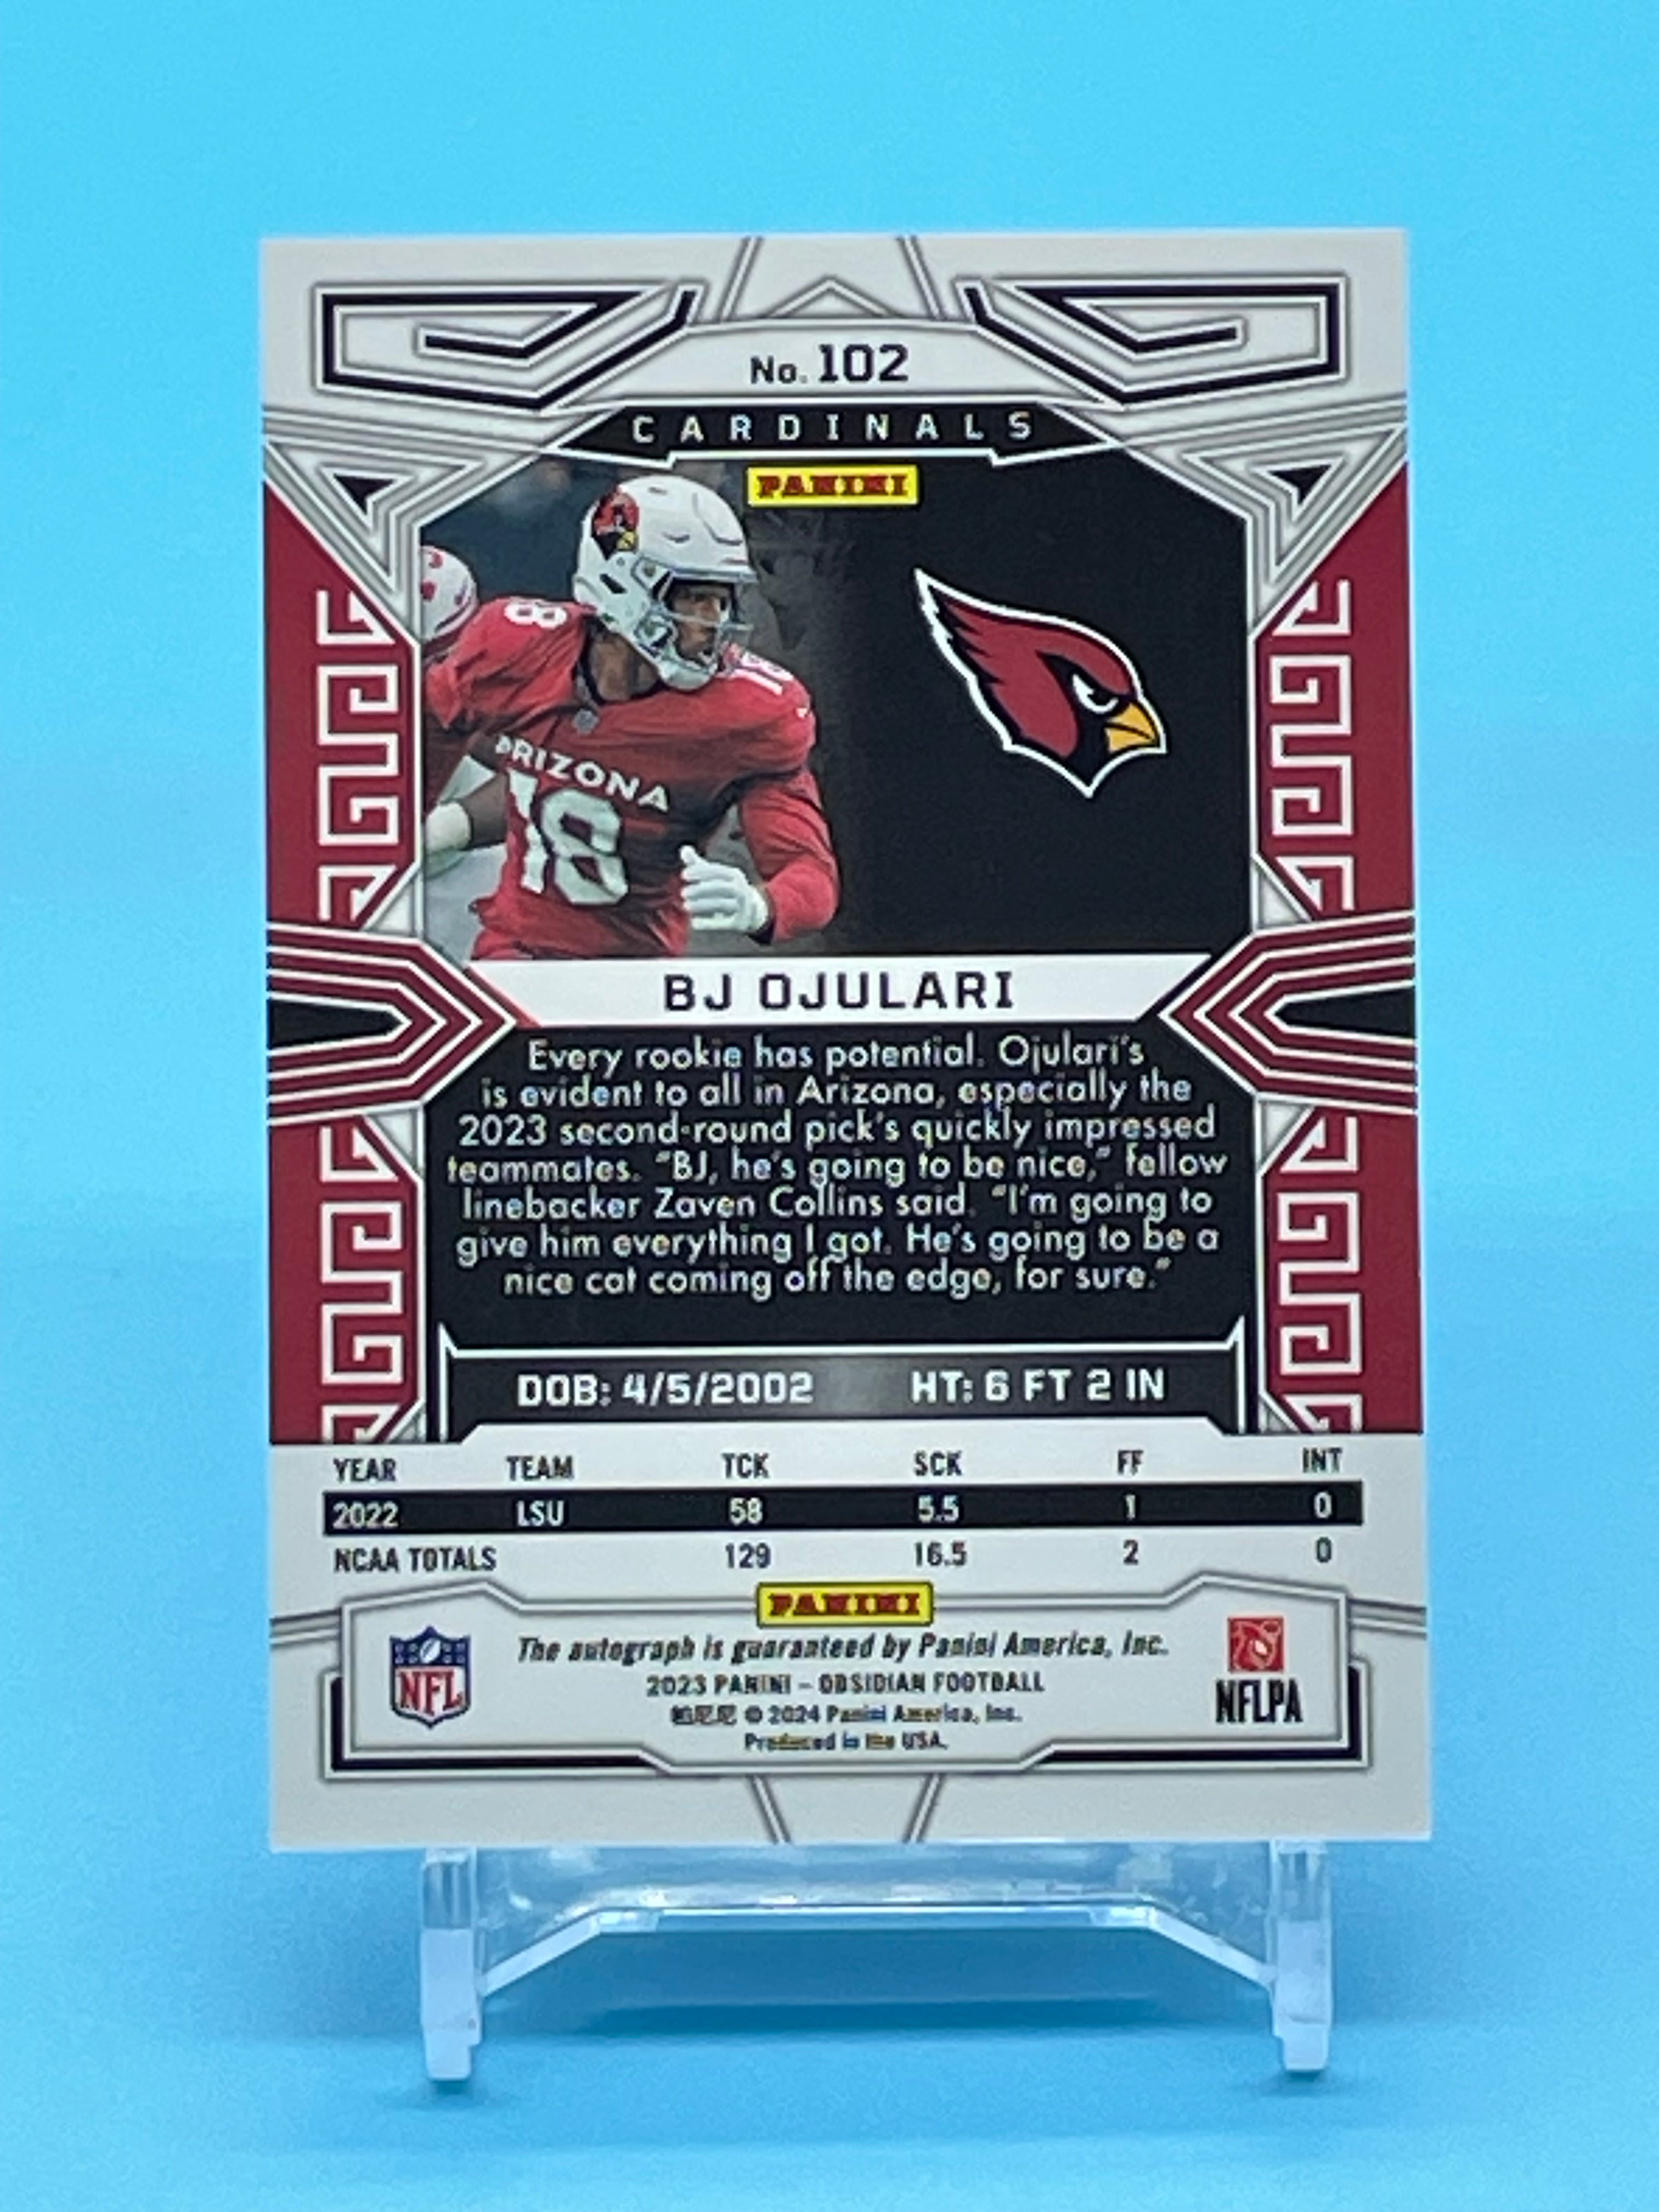 No. 102
CARDINALS
PANINI
18
18
ARIZONA
18
BJ OJULARI
Every rookie has potential. Ojulari's
is evident to all in Arizona, especially the
2023 second-round pick's quickly impressed
teammates. "BJ, he's going to be nice," fellow
linebacker Zaven Collins said. "I'm going to
give him everything I got. He's going to be a
nice cat coming off the edge, for sure."
DOB: 4/5/2002 HT: 6 FT 2 IN
YEAR TEAM TCK SCK FF INT
2022 LSU 58 5.5 1 0
NCAA TOTALS 129 16.5 2 0
PANINI
The autograph is guaranteed by Panini America, Inc.
2023 PANINI – OBSIDIAN FOOTBALL
帕尼尼 © 2024 Panini America, Inc.
Produced in the USA.
NFL
NFLPA